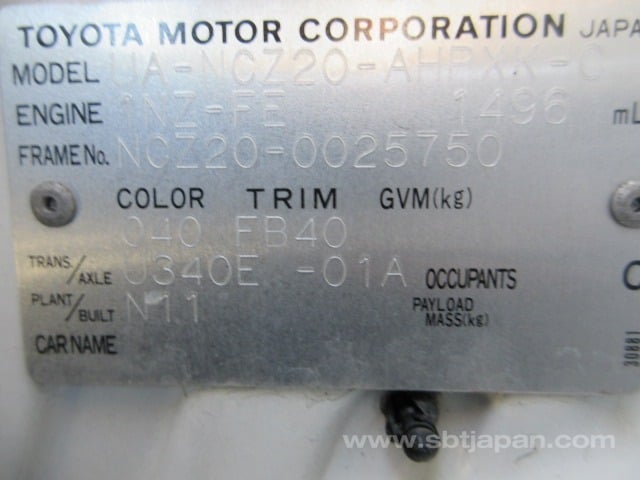 TOYOTA MOTOR CORPORATION JAPA
MODEL UA-NCZ20-AHPXK-C
ENGINE 1NZ-FE 1496 mL
FRAME No. NCZ20-0025750
COLOR TRIM GVM(kg)
040 FB40
TRANS/AXLE U340E -01A OCCUPANTS
PLANT/BUILT N11 PAYLOAD MASS(kg)
CAR NAME
30881
www.sbtjapan.com